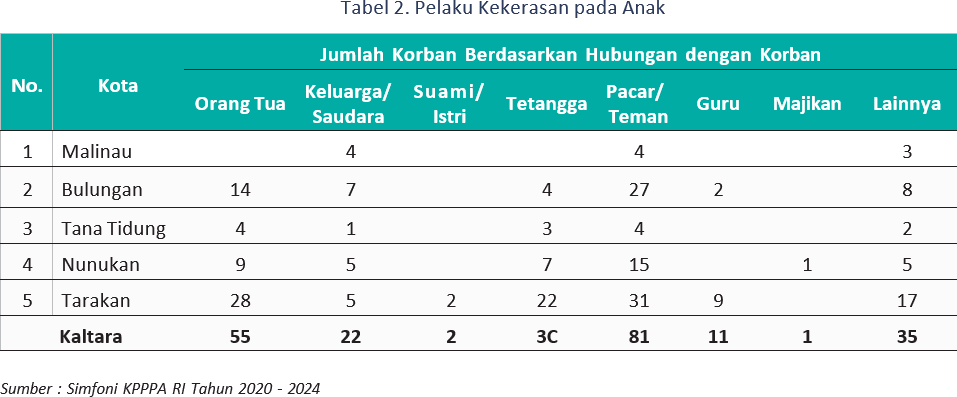 Tabel 2. Pelaku Kekerasan pada Anak
No. Kota Jumlah Korban Berdasarkan Hubungan dengan Korban
Orang Tua Keluarga/ Saudara Suami/ Istri Tetangga Pacar/ Teman Guru Majikan Lainnya
1 Malinau 4 4 3
2 Bulungan 14 7 4 27 2 8
3 Tana Tidung 4 1 3 4 2
4 Nunukan 9 5 7 15 1 5
5 Tarakan 28 5 2 22 31 9 17
Kaltara 55 22 2 3C 81 11 1 35
Sumber : Simfoni KPPPA RI Tahun 2020 - 2024